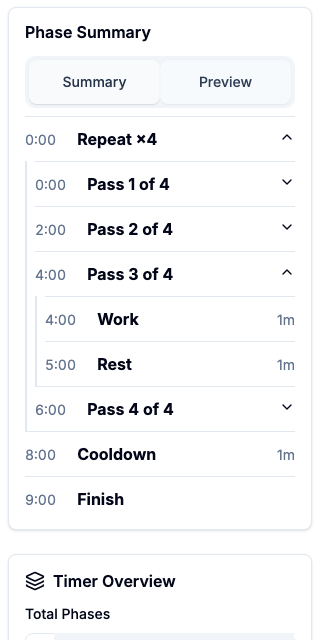 Phase Summary
Summary Preview
0:00 Repeat ×4
0:00 Pass 1 of 4
2:00 Pass 2 of 4
4:00 Pass 3 of 4
4:00 Work 1m
5:00 Rest 1m
6:00 Pass 4 of 4
8:00 Cooldown 1m
9:00 Finish
Timer Overview
Total Phases